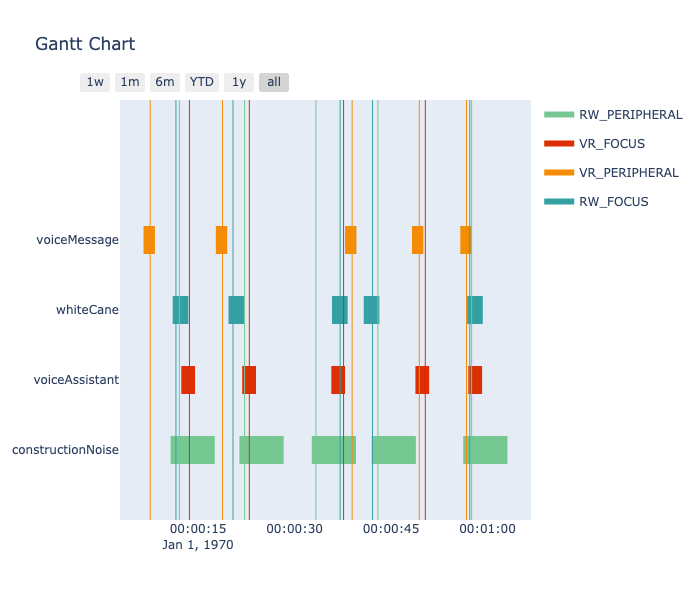 Gantt Chart
1w 1m 6m YTD 1y all
RW_PERIPHERAL
VR_FOCUS
VR_PERIPHERAL
RW_FOCUS
voiceMessage
whiteCane
voiceAssistant
constructionNoise
00:00:15 00:00:30 00:00:45 00:01:00
Jan 1, 1970